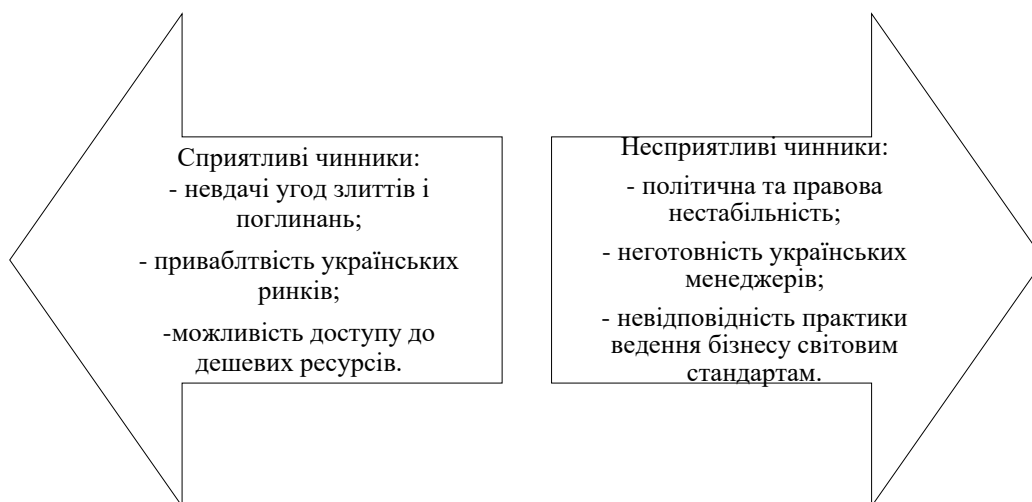 Сприятливі чинники:
- невдачі угод злиттів і
поглинань;
- приваблтвість українських
ринків;
-можливість доступу до
дешевих ресурсів.
Несприятливі чинники:
- політична та правова
нестабільність;
- неготовність українських
менеджерів;
- невідповідність практики
ведення бізнесу світовим
стандартам.